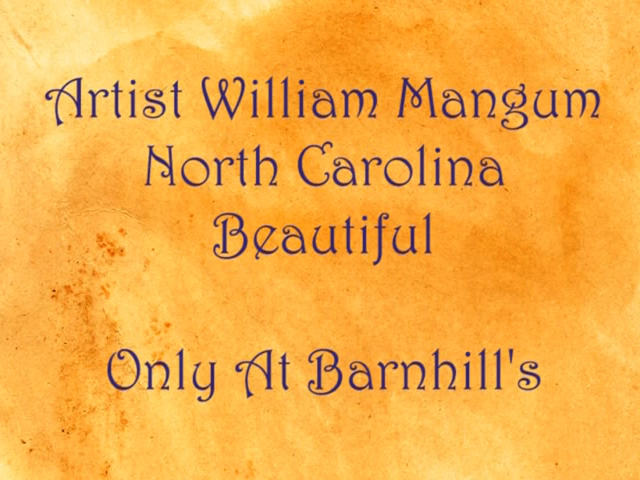 Artist William Mangum
North Carolina
Beautiful
Only At Barnhill's